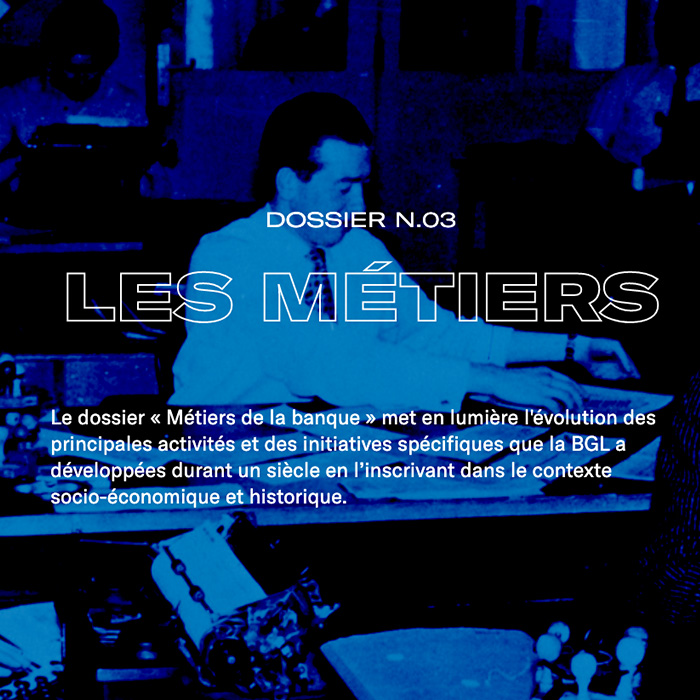 DOSSIER N.03
LES MÉTIERS
Le dossier « Métiers de la banque » met en lumière l'évolution des
principales activités et des initiatives spécifiques que la BGL a
développées durant un siècle en l’inscrivant dans le contexte
socio-économique et historique.